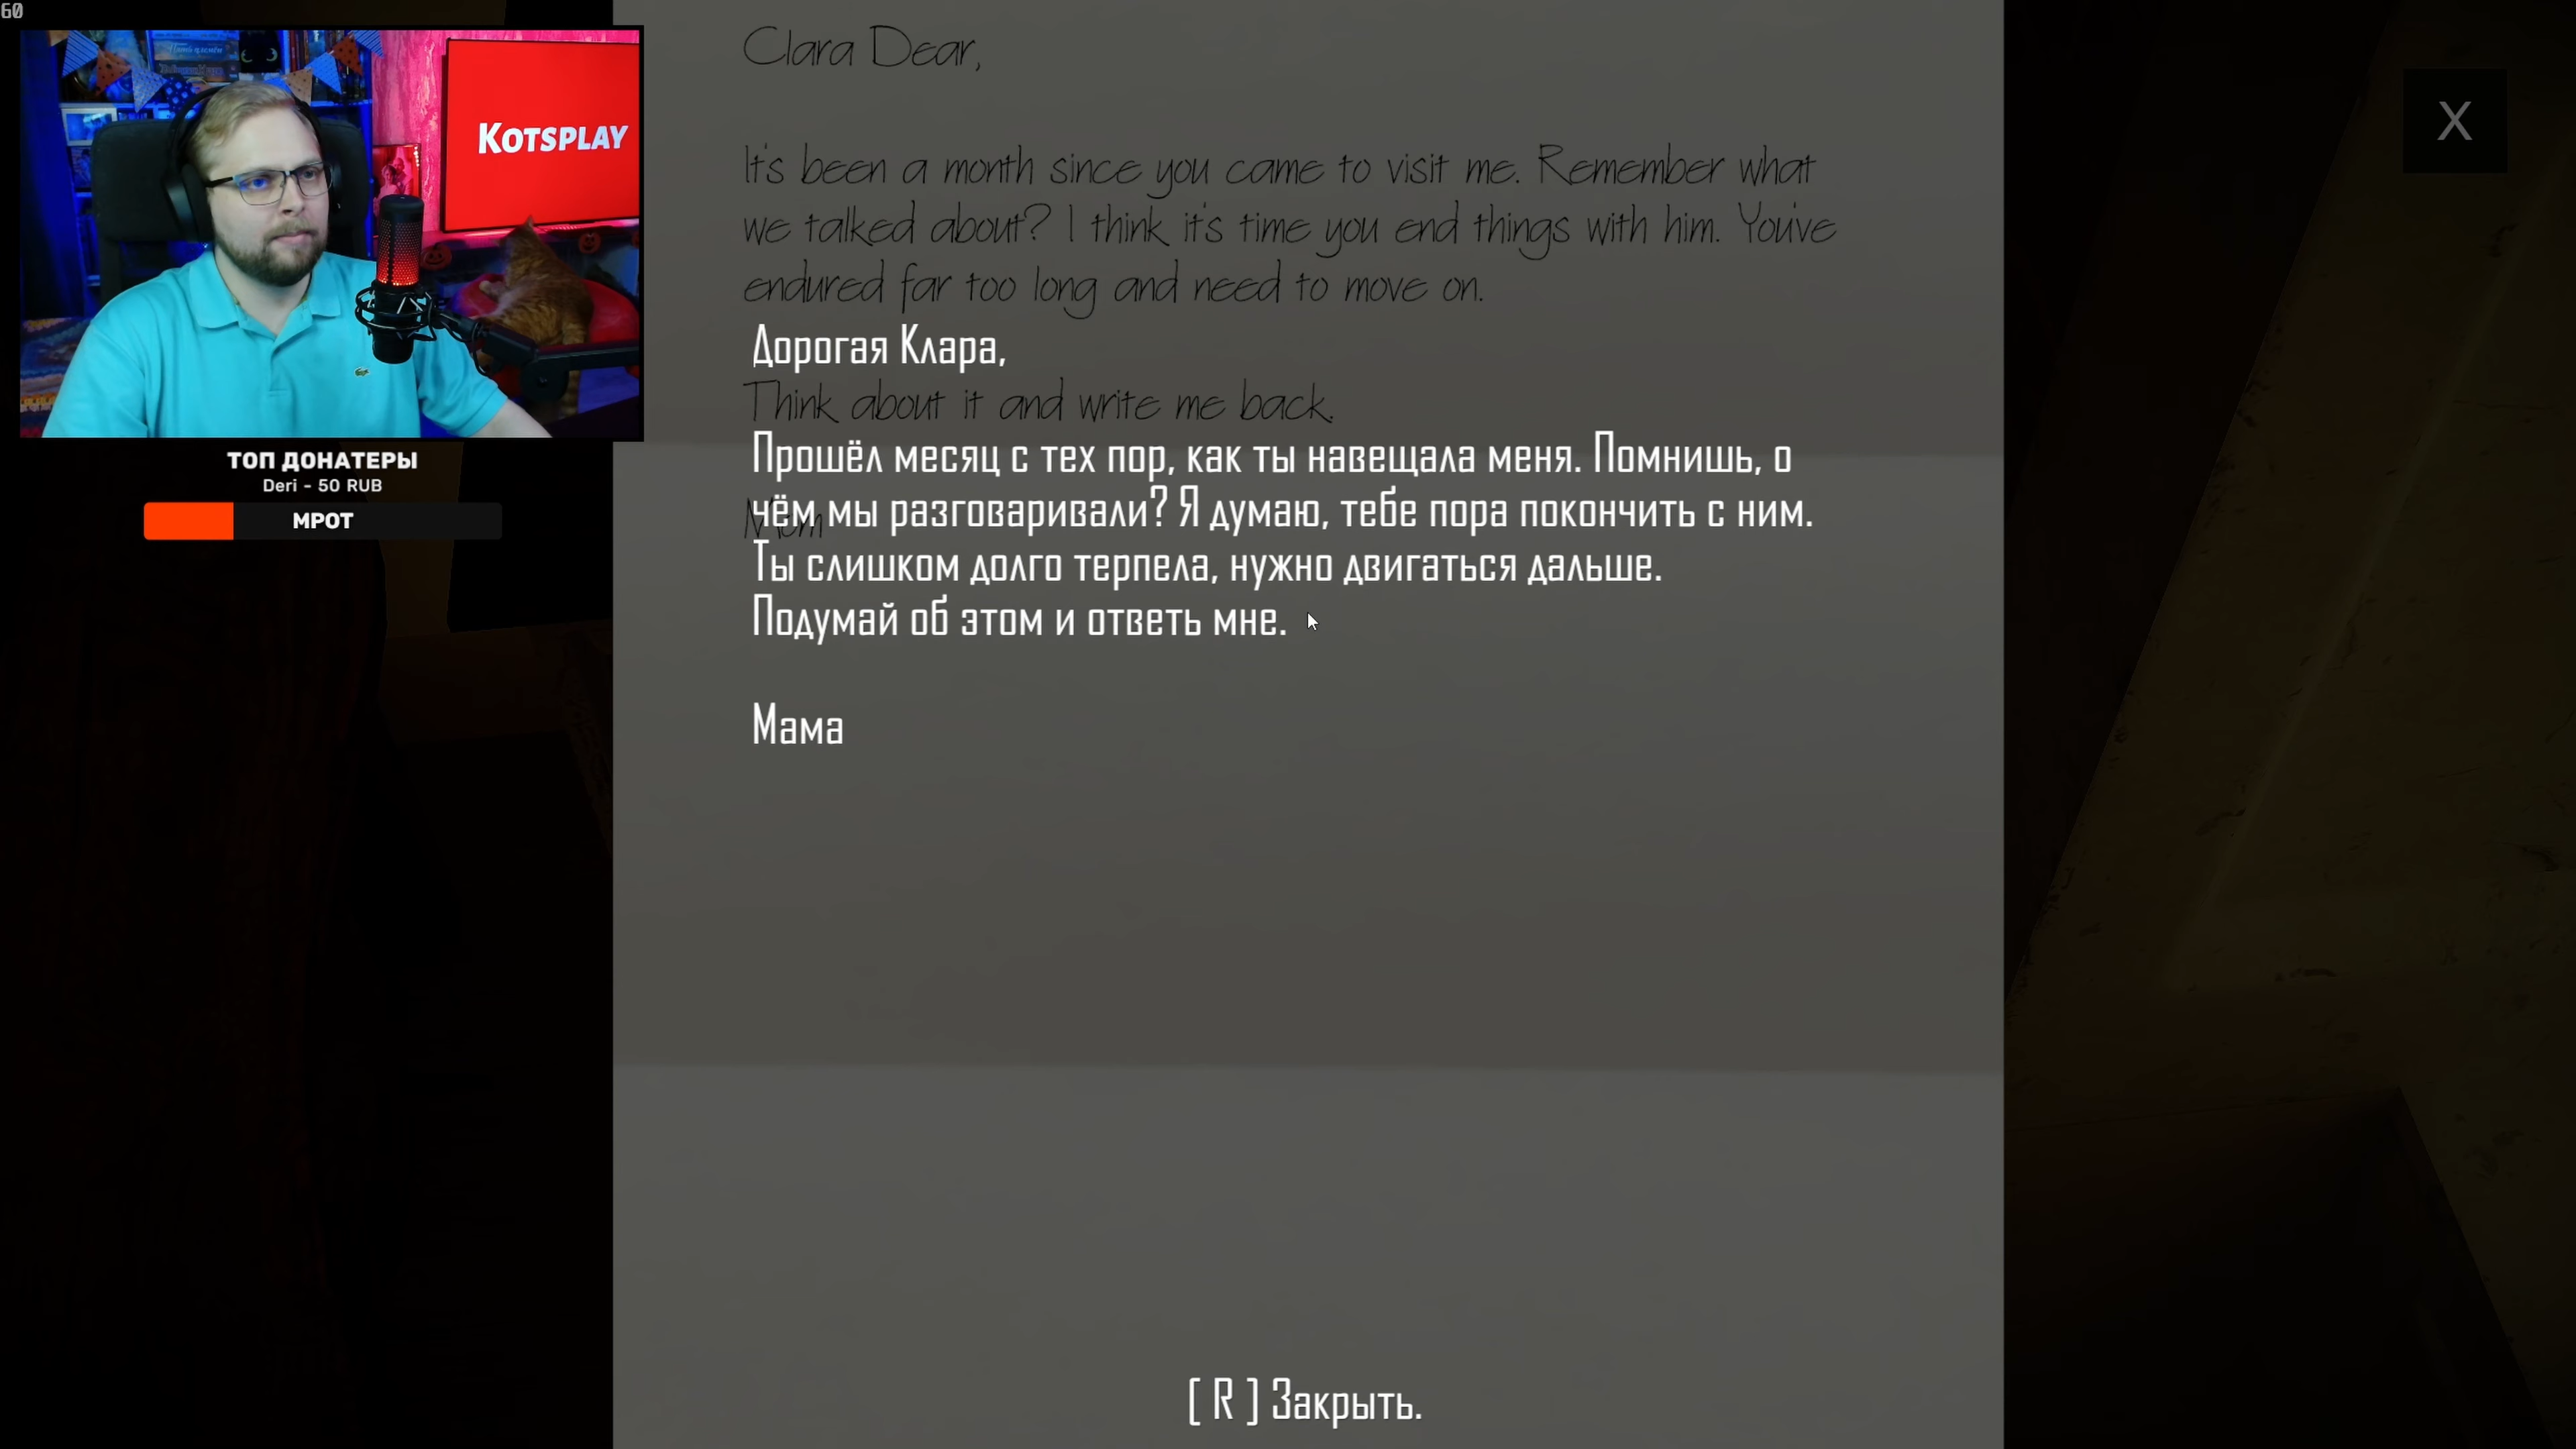 60
KOTSPLAY
ТОП ДОНАТЕРЫ
Deri - 50 RUB
МРОТ
Clara Dear,
It's been a month since you came to visit me. Remember what
we talked about? I think it's time you end things with him. You've
endured far too long and need to move on.
Дорогая Клара,
Think about it and write me back.
Прошёл месяц с тех пор, как ты навещала меня. Помнишь, о
чём мы разговаривали? Я думаю, тебе пора покончить с ним.
Mom
Ты слишком долго терпела, нужно двигаться дальше.
Подумай об этом и ответь мне.
Мама
[ R ] Закрыть.
X